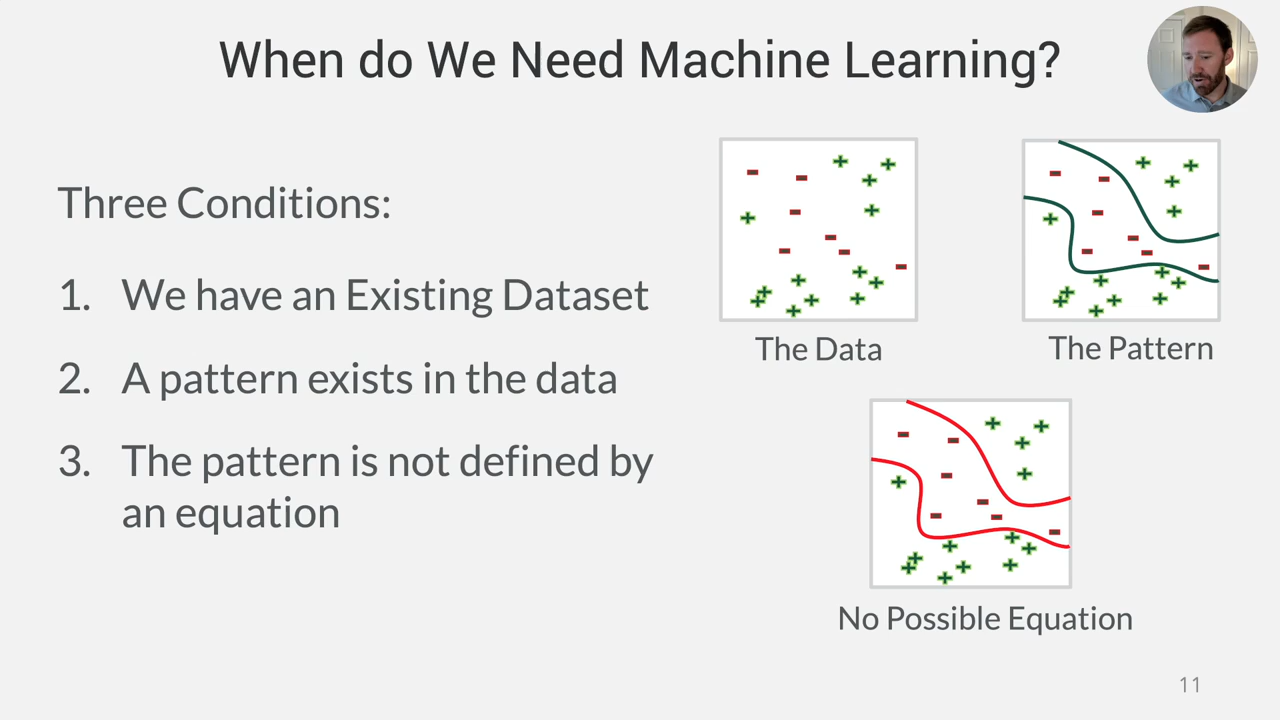 When do We Need Machine Learning?
Three Conditions:
1. We have an Existing Dataset
2. A pattern exists in the data
3. The pattern is not defined by
an equation
The Data
The Pattern
No Possible Equation
11